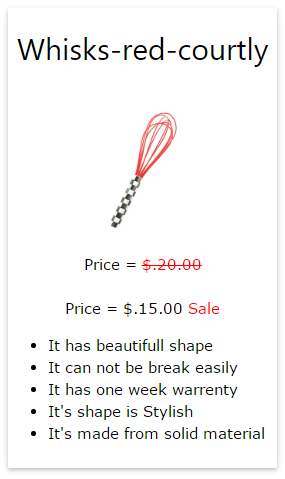 Whisks-red-courtly
Price = $.20.00
Price = $.15.00 Sale
• It has beautifull shape
• It can not be break easily
• It has one week warrenty
• It's shape is Stylish
• It's made from solid material